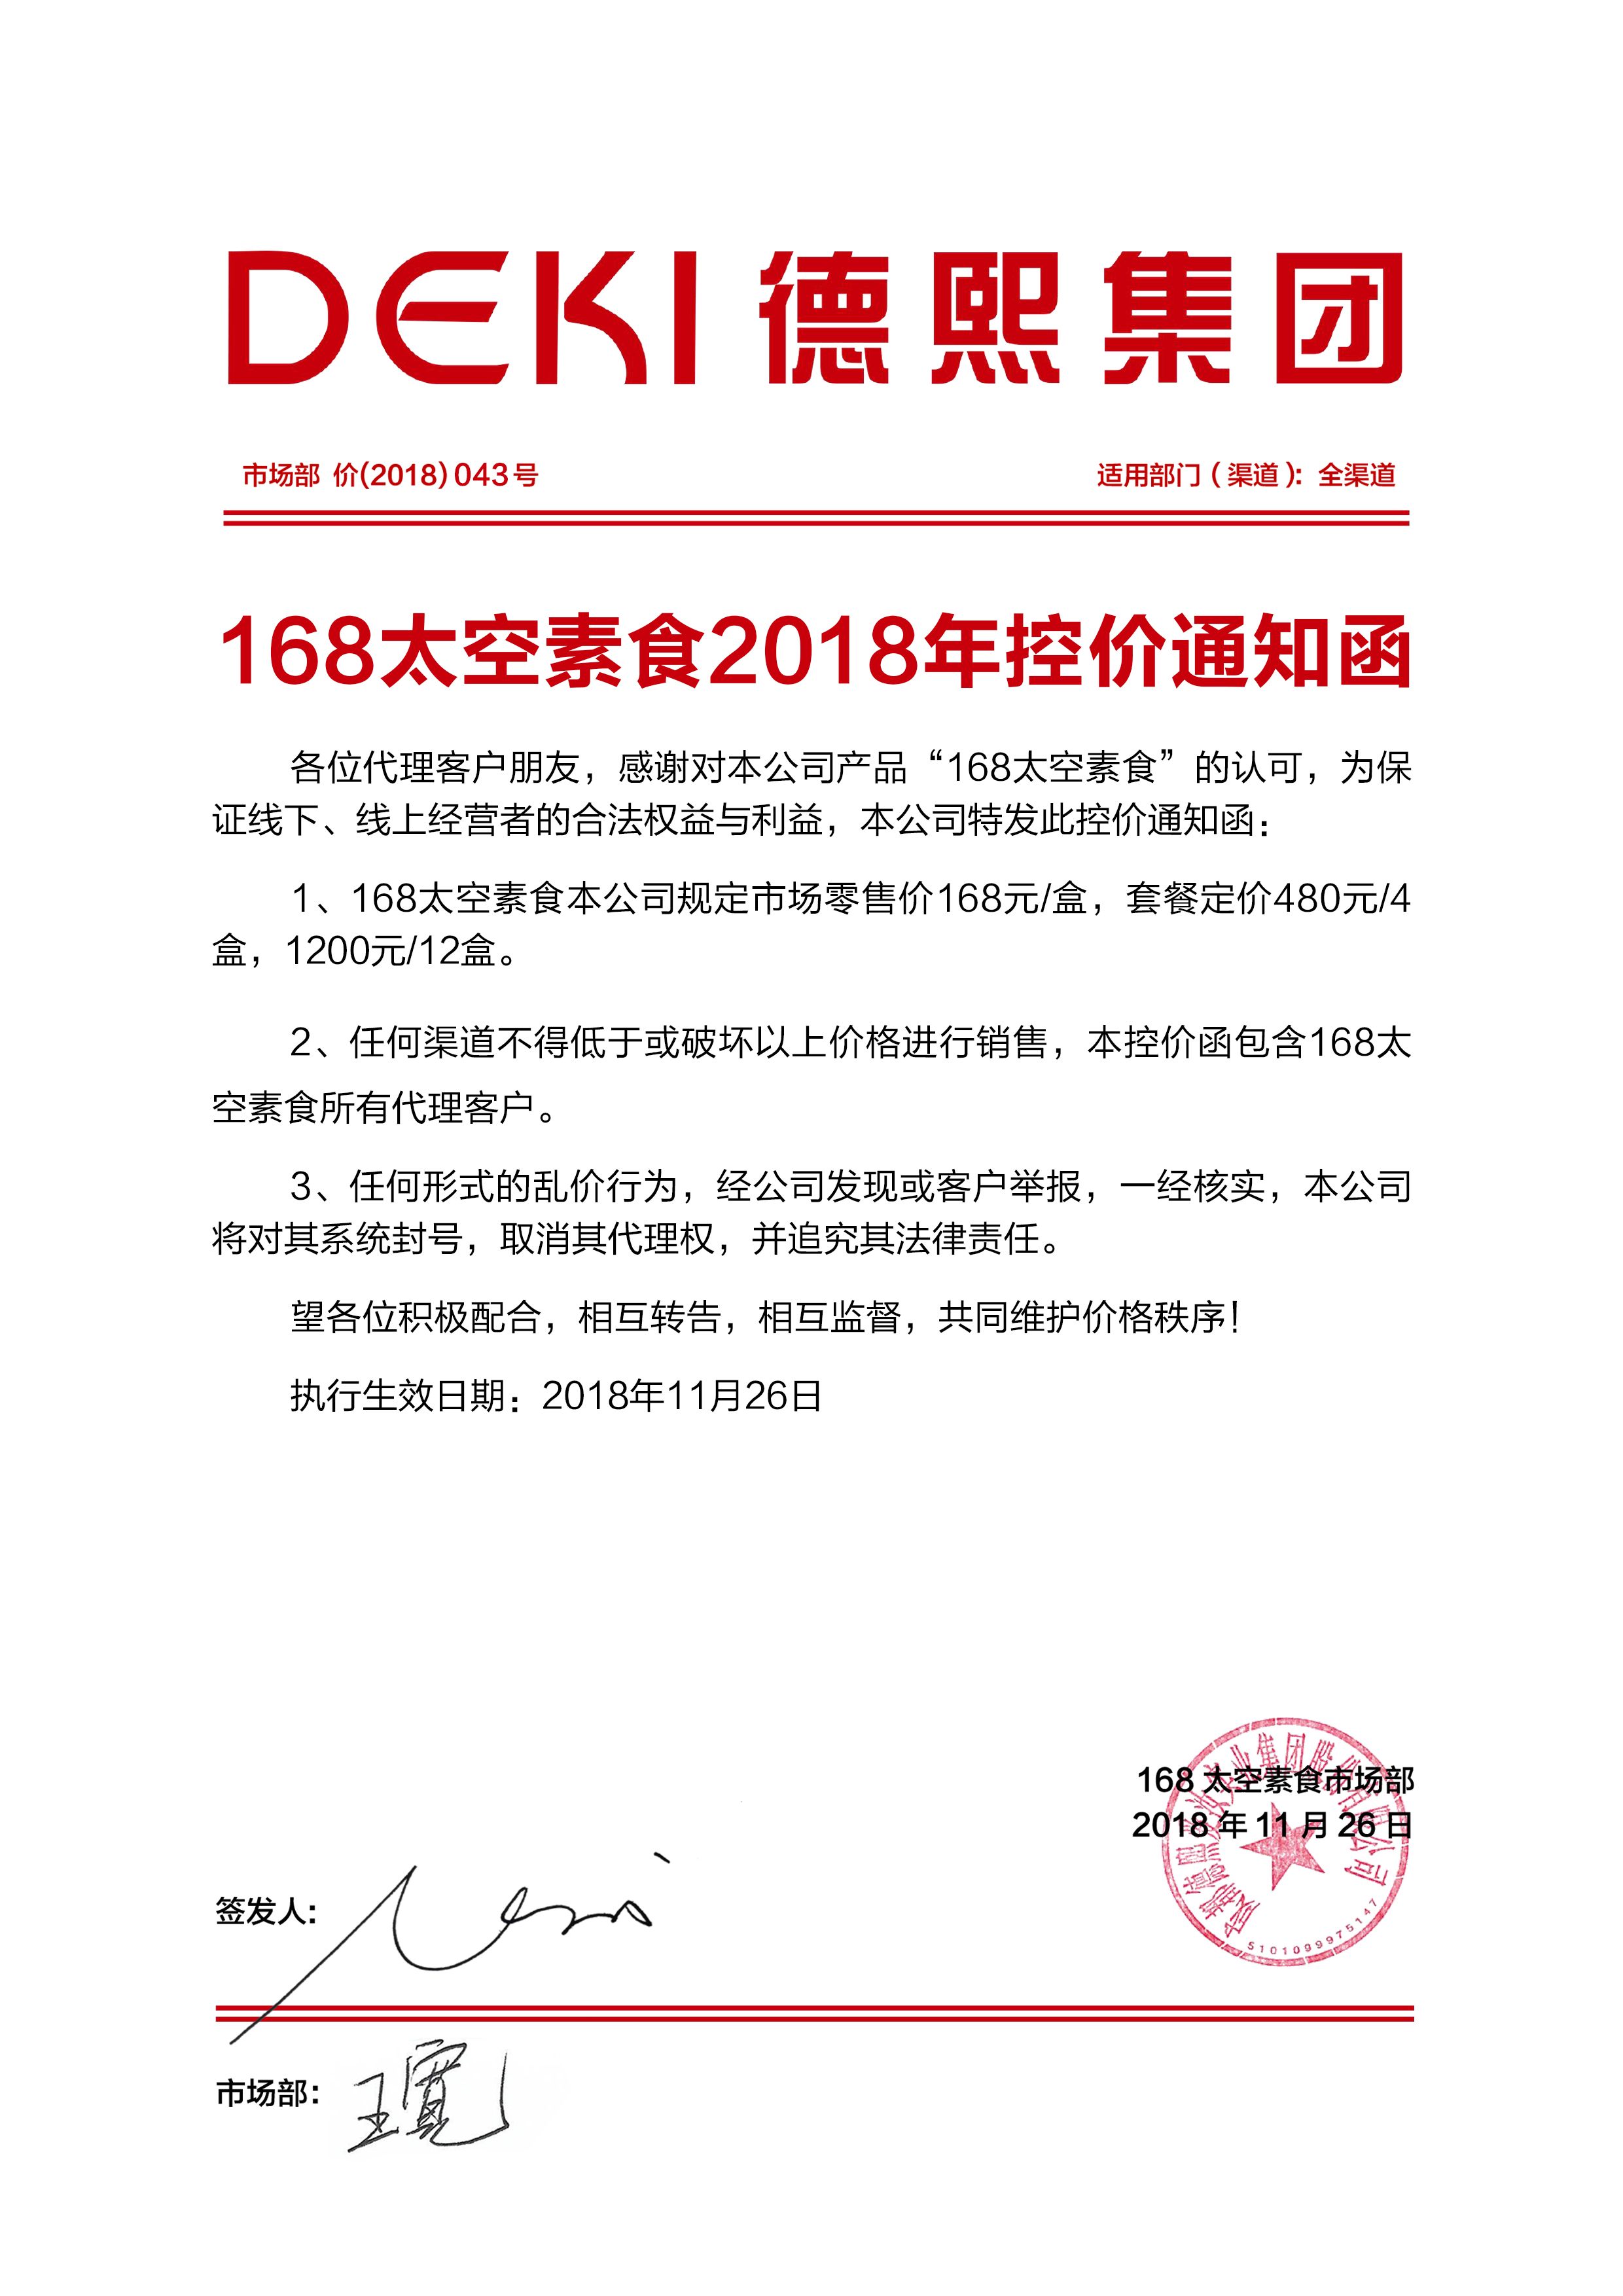 DEKI 德熙集团
市场部 价(2018)043号 适用部门（渠道）：全渠道
168太空素食2018年控价通知函
各位代理客户朋友，感谢对本公司产品“168太空素食”的认可，为保
证线下、线上经营者的合法权益与利益，本公司特发此控价通知函：
1、168太空素食本公司规定市场零售价168元/盒，套餐定价480元/4
盒，1200元/12盒。
2、任何渠道不得低于或破坏以上价格进行销售，本控价函包含168太
空素食所有代理客户。
3、任何形式的乱价行为，经公司发现或客户举报，一经核实，本公司
将对其系统封号，取消其代理权，并追究其法律责任。
望各位积极配合，相互转告，相互监督，共同维护价格秩序！
执行生效日期：2018年11月26日
168 太空素食市场部
2018 年 11 月 26 日
5101099975147
签发人：
市场部：王寛